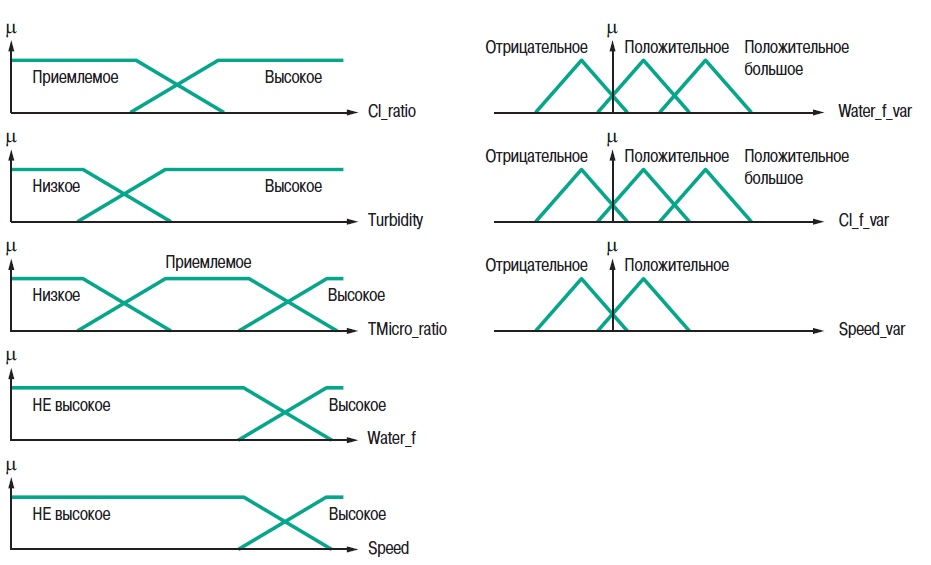 μ
Приемлемое
Высокое
Cl_ratio
μ
Низкое
Высокое
Turbidity
μ
Приемлемое
Низкое
Высокое
TMicro_ratio
μ
НЕ высокое
Высокое
Water_f
μ
НЕ высокое
Высокое
Speed
μ
Отрицательное
Положительное
Положительное
большое
Water_f_var
μ
Отрицательное
Положительное
Положительное
большое
Cl_f_var
μ
Отрицательное
Положительное
Speed_var